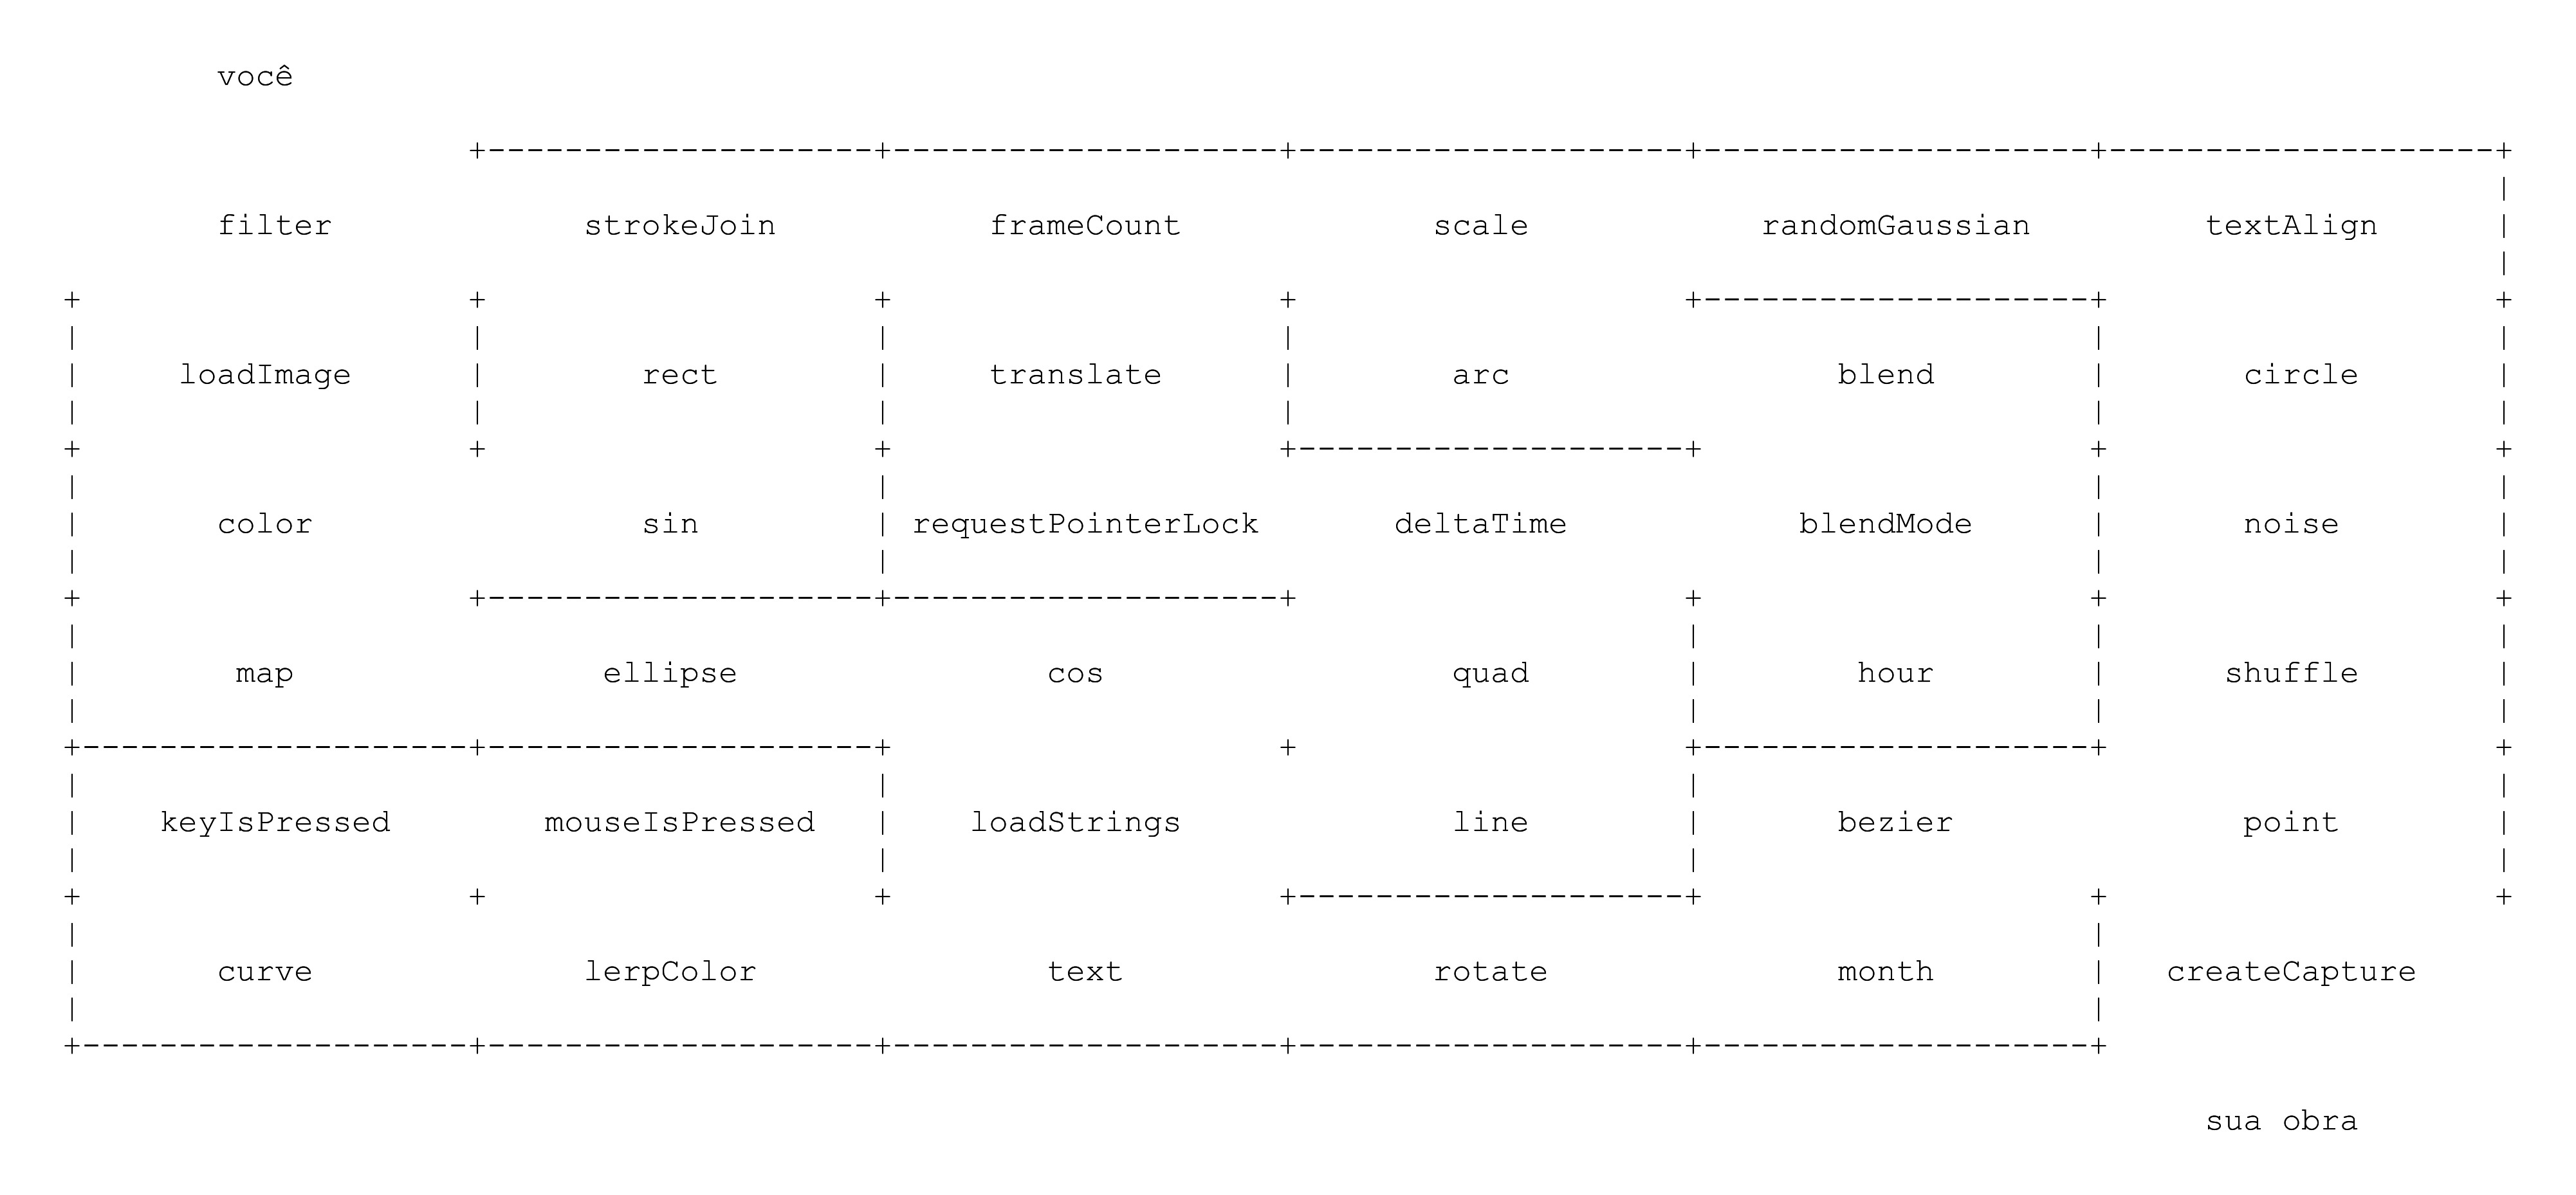 você
filter strokeJoin frameCount scale randomGaussian textAlign
loadImage rect translate arc blend circle
color sin requestPointerLock deltaTime blendMode noise
map ellipse cos quad hour shuffle
keyIsPressed mouseIsPressed loadStrings line bezier point
curve lerpColor text rotate month createCapture
sua obra